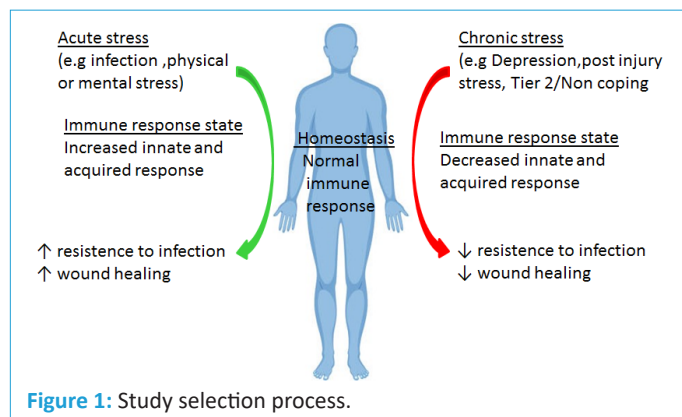 Acute stress
(e.g infection ,physical
or mental stress)
Immune response state
Increased innate and
acquired response
↑ resistence to infection
↑ wound healing
Homeostasis
Normal
immune
response
Chronic stress
(e.g Depression,post injury
stress, Tier 2/Non coping
Immune response state
Decreased innate and
acquired response
↓ resistence to infection
↓ wound healing
Figure 1: Study selection process.